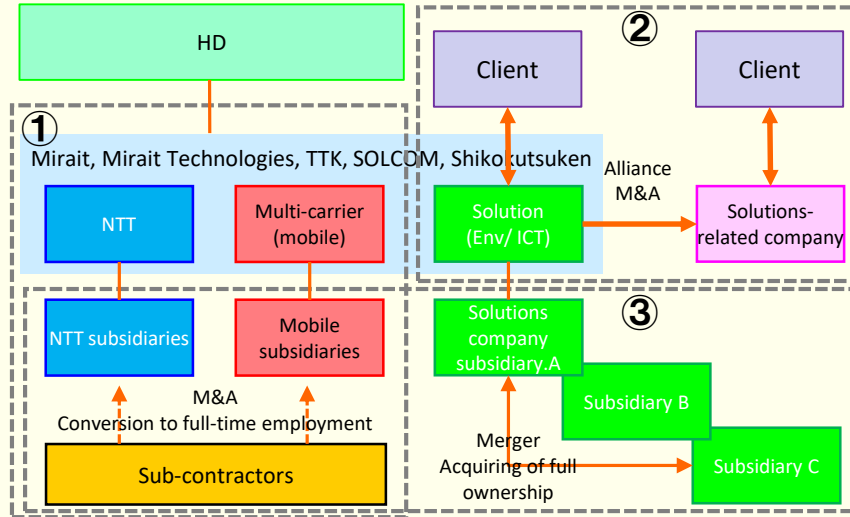 HD
②
Client
Client
①
Mirait, Mirait Technologies, TTK, SOLCOM, Shikokutsuken
Alliance
M&A
NTT
Multi-carrier
(mobile)
Solution
(Env/ ICT)
Solutions-
related company
③
NTT subsidiaries
Mobile
subsidiaries
Solutions
company
subsidiary.A
M&A
Conversion to full-time employment
Subsidiary B
Sub-contractors
Merger
Acquiring of full
ownership
Subsidiary C